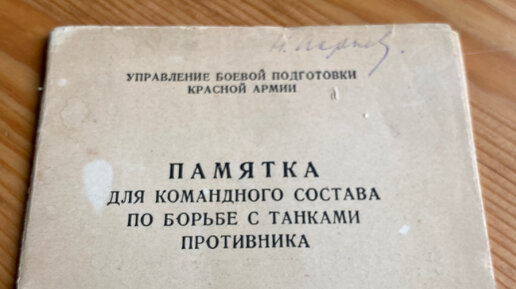 УПРАВЛЕНИЕ БОЕВОЙ ПОДГОТОВКИ
КРАСНОЙ АРМИИ
ПАМЯТКА
ДЛЯ КОМАНДНОГО СОСТАВА
ПО БОРЬБЕ С ТАНКАМИ
ПРОТИВНИКА